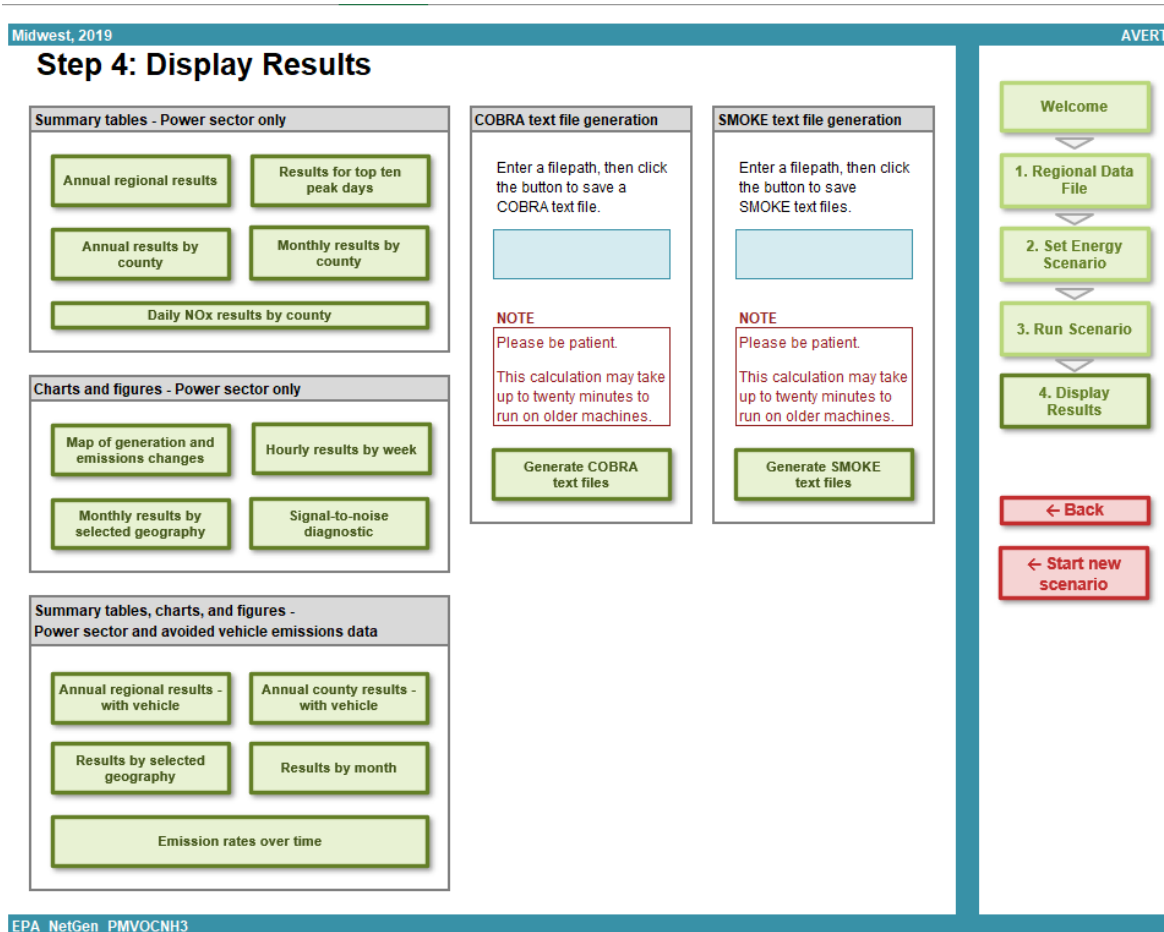 Midwest, 2019
AVERT
Step 4: Display Results
Summary tables - Power sector only
Annual regional results
Results for top ten
peak days
Annual results by
county
Monthly results by
county
Daily NOx results by county
Charts and figures - Power sector only
Map of generation and
emissions changes
Hourly results by week
Monthly results by
selected geography
Signal-to-noise
diagnostic
Summary tables, charts, and figures -
Power sector and avoided vehicle emissions data
Annual regional results -
with vehicle
Annual county results -
with vehicle
Results by selected
geography
Results by month
Emission rates over time
COBRA text file generation
Enter a filepath, then click
the button to save a
COBRA text file.
NOTE
Please be patient.
This calculation may take
up to twenty minutes to
run on older machines.
Generate COBRA
text files
SMOKE text file generation
Enter a filepath, then click
the button to save
SMOKE text files.
NOTE
Please be patient.
This calculation may take
up to twenty minutes to
run on older machines.
Generate SMOKE
text files
Welcome
1. Regional Data
File
2. Set Energy
Scenario
3. Run Scenario
4. Display
Results
← Back
← Start new
scenario
EPA_NetGen_PMVOCNH3